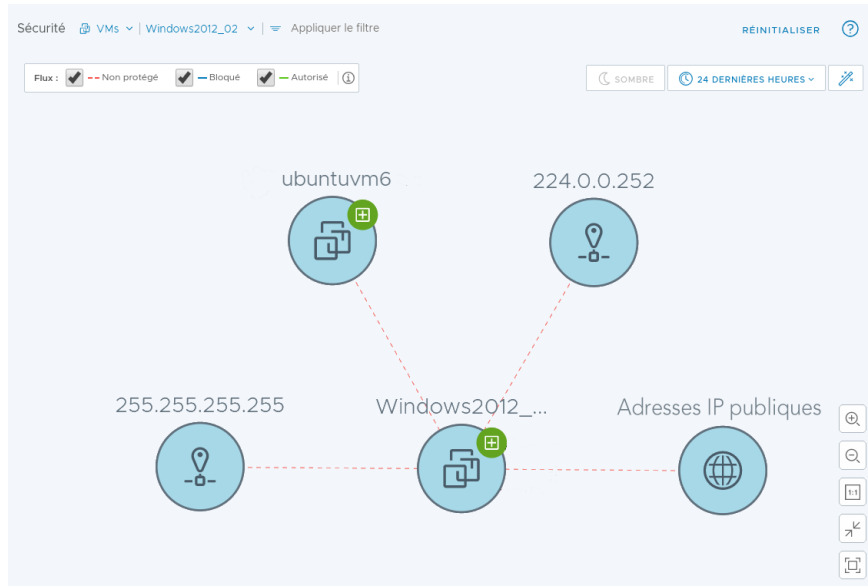 Sécurité VMs | Windows2012_02 | Appliquer le filtre
RÉINITIALISER
Flux : Non protégé Bloqué Autorisé
SOMBRE
24 DERNIÈRES HEURES
ubuntuvm6
224.0.0.252
255.255.255.255
Windows2012_...
Adresses IP publiques
1:1